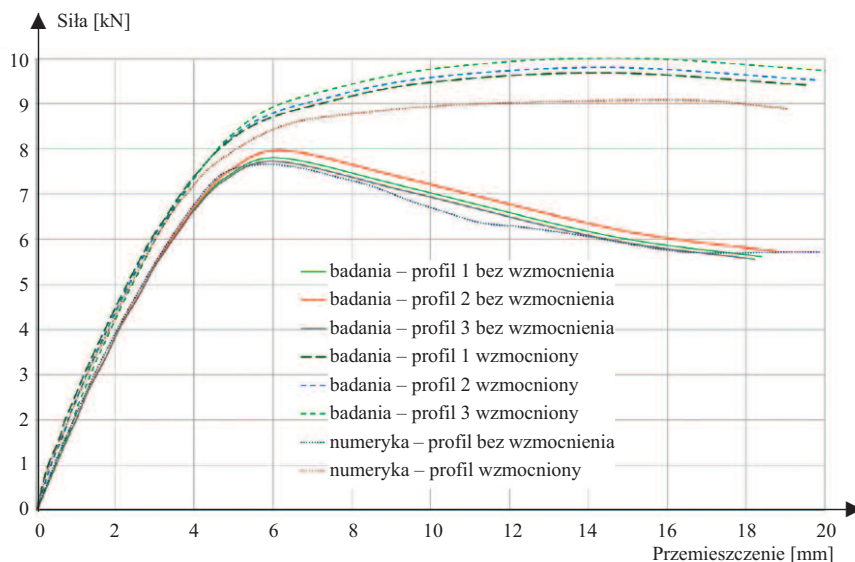 Siła [kN]
10
9
8
7
6
5
4
3
2
1
0
badania – profil 1 bez wzmocnienia
badania – profil 2 bez wzmocnienia
badania – profil 3 bez wzmocnienia
badania – profil 1 wzmocniony
badania – profil 2 wzmocniony
badania – profil 3 wzmocniony
numeryka – profil bez wzmocnienia
numeryka – profil wzmocniony
0 2 4 6 8 10 12 14 16 18 20
Przemieszczenie [mm]